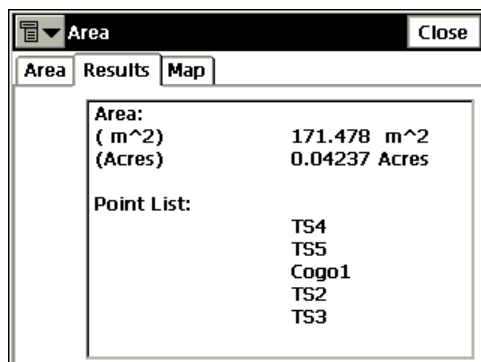 Area Close
Area Results Map
Area:
( m^2) 171.478 m^2
(Acres) 0.04237 Acres
Point List:
TS4
TS5
Cogo1
TS2
TS3